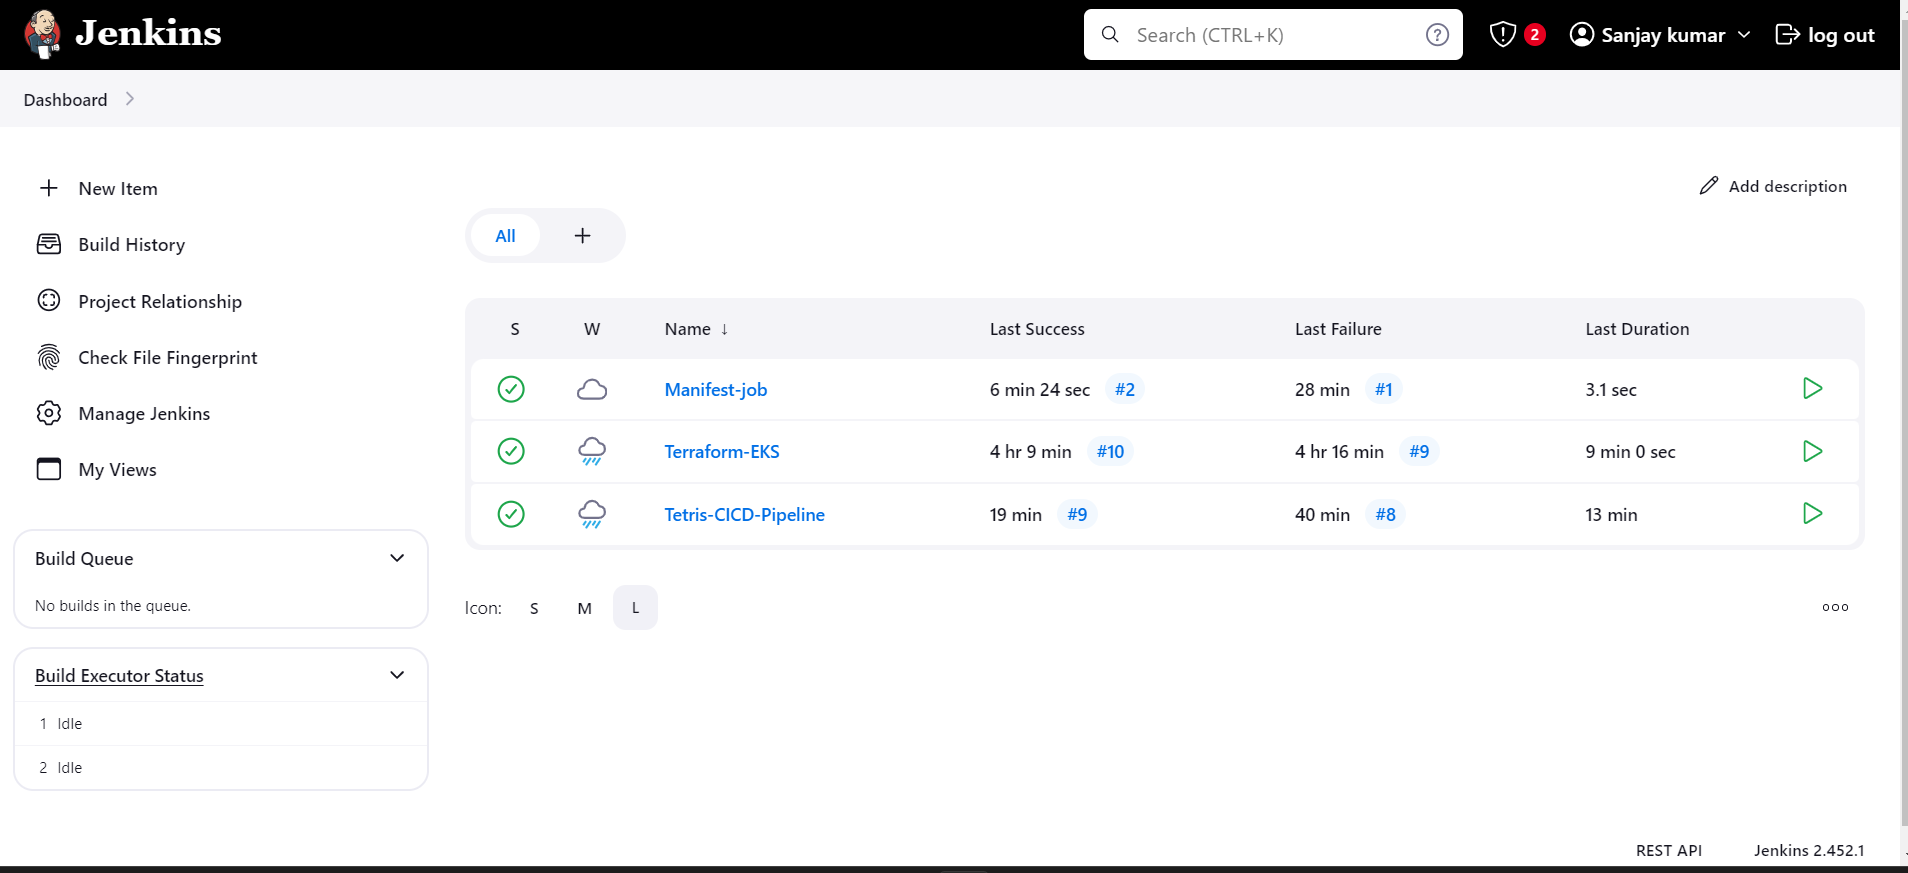 Jenkins
Search (CTRL+K)
2
Sanjay kumar
log out
Dashboard
New Item
Build History
Project Relationship
Check File Fingerprint
Manage Jenkins
My Views
Build Queue
No builds in the queue.
Build Executor Status
1 Idle
2 Idle
Add description
All +
S W Name ↓ Last Success Last Failure Last Duration
Manifest-job 6 min 24 sec #2 28 min #1 3.1 sec
Terraform-EKS 4 hr 9 min #10 4 hr 16 min #9 9 min 0 sec
Tetris-CICD-Pipeline 19 min #9 40 min #8 13 min
Icon: S M L
REST API Jenkins 2.452.1